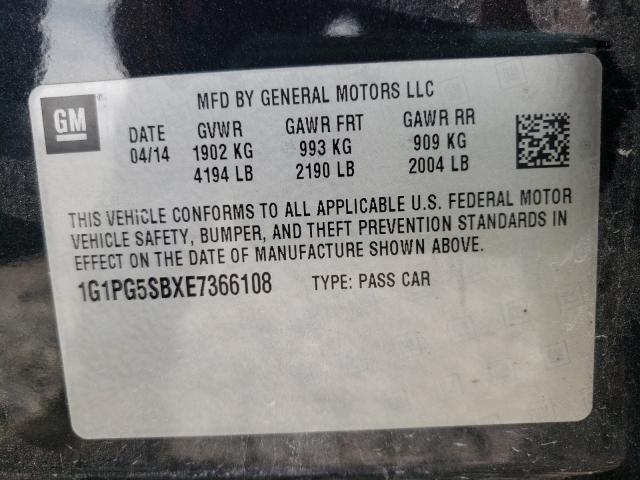 MFD BY GENERAL MOTORS LLC
GM
DATE GVWR GAWR FRT GAWR RR
04/14 1902 KG 993 KG 909 KG
4194 LB 2190 LB 2004 LB
THIS VEHICLE CONFORMS TO ALL APPLICABLE U.S. FEDERAL MOTOR
VEHICLE SAFETY, BUMPER, AND THEFT PREVENTION STANDARDS IN
EFFECT ON THE DATE OF MANUFACTURE SHOWN ABOVE.
1G1PG5SBXE7366108 TYPE: PASS CAR